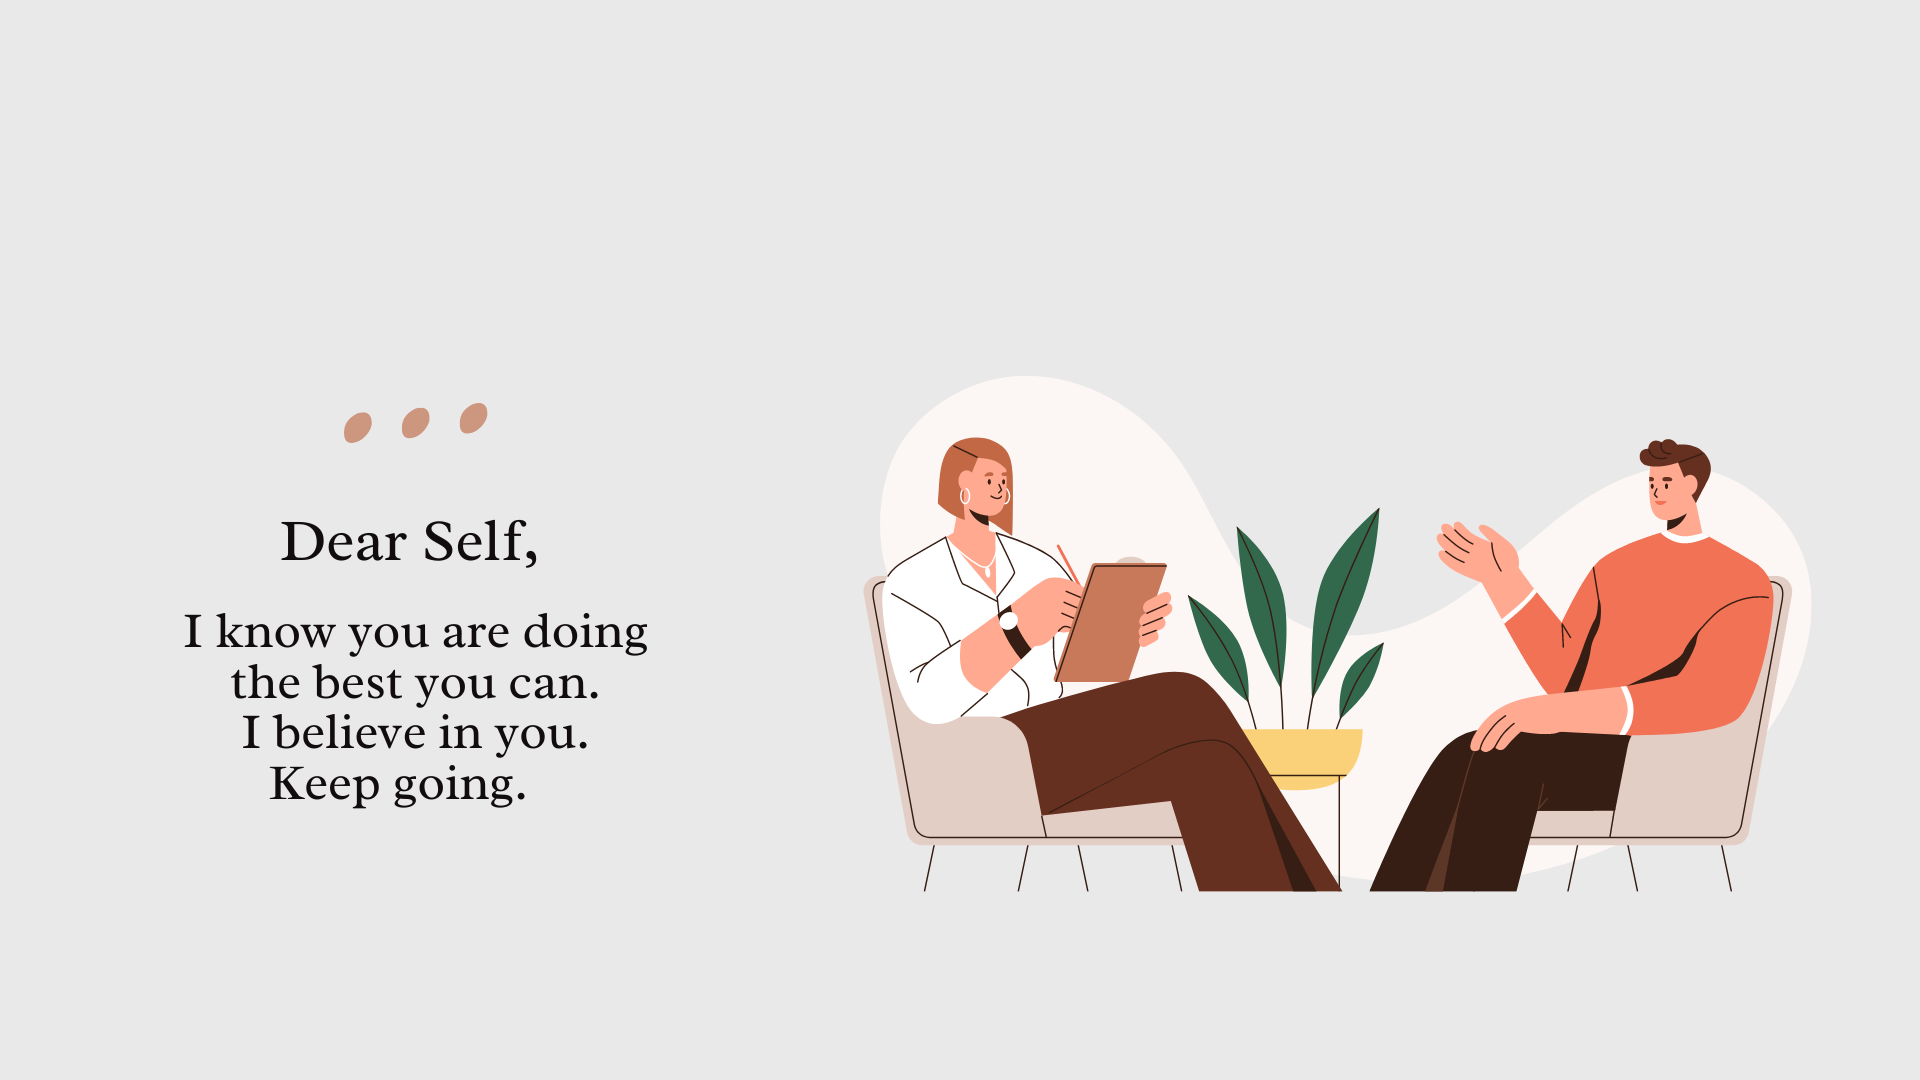 Dear Self,
I know you are doing
the best you can.
I believe in you.
Keep going.